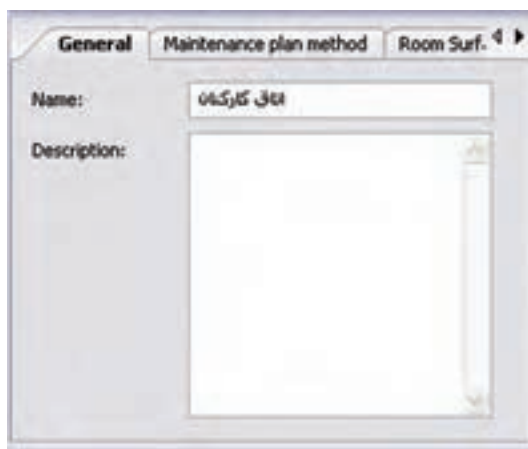 General Maintenance plan method Room Surf.
Name: اتاق کارکنان
Description: